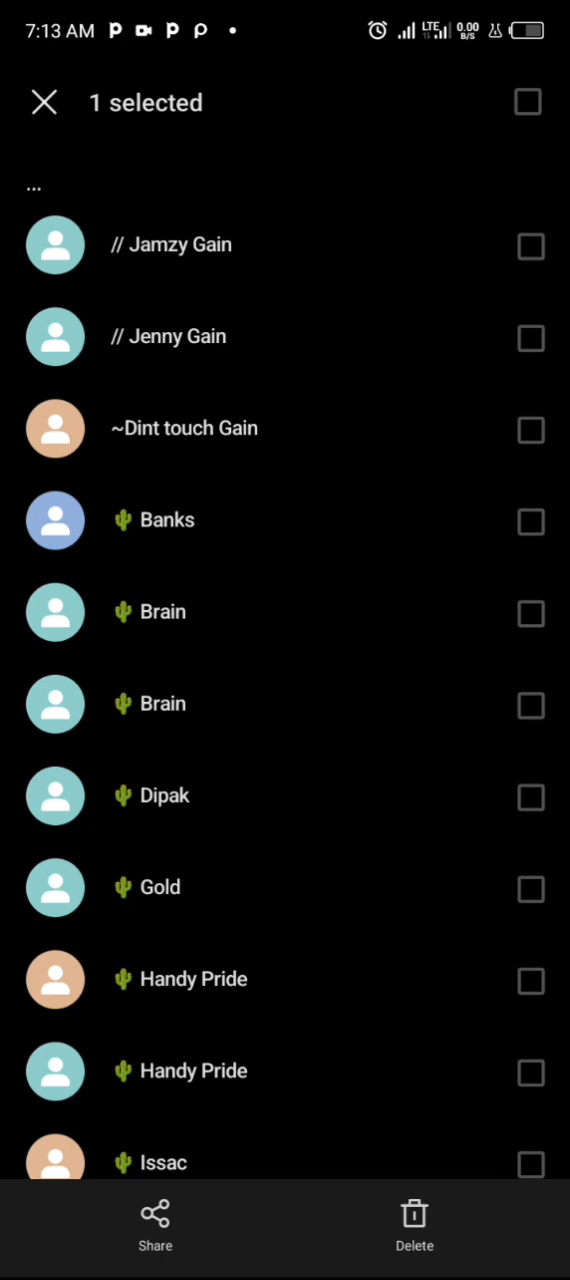 7:13 AM
LTE
0.00
B/S
1 selected
...
// Jamzy Gain
// Jenny Gain
~Dint touch Gain
🌵 Banks
🌵 Brain
🌵 Brain
🌵 Dipak
🌵 Gold
🌵 Handy Pride
🌵 Handy Pride
🌵 Issac
Share
Delete